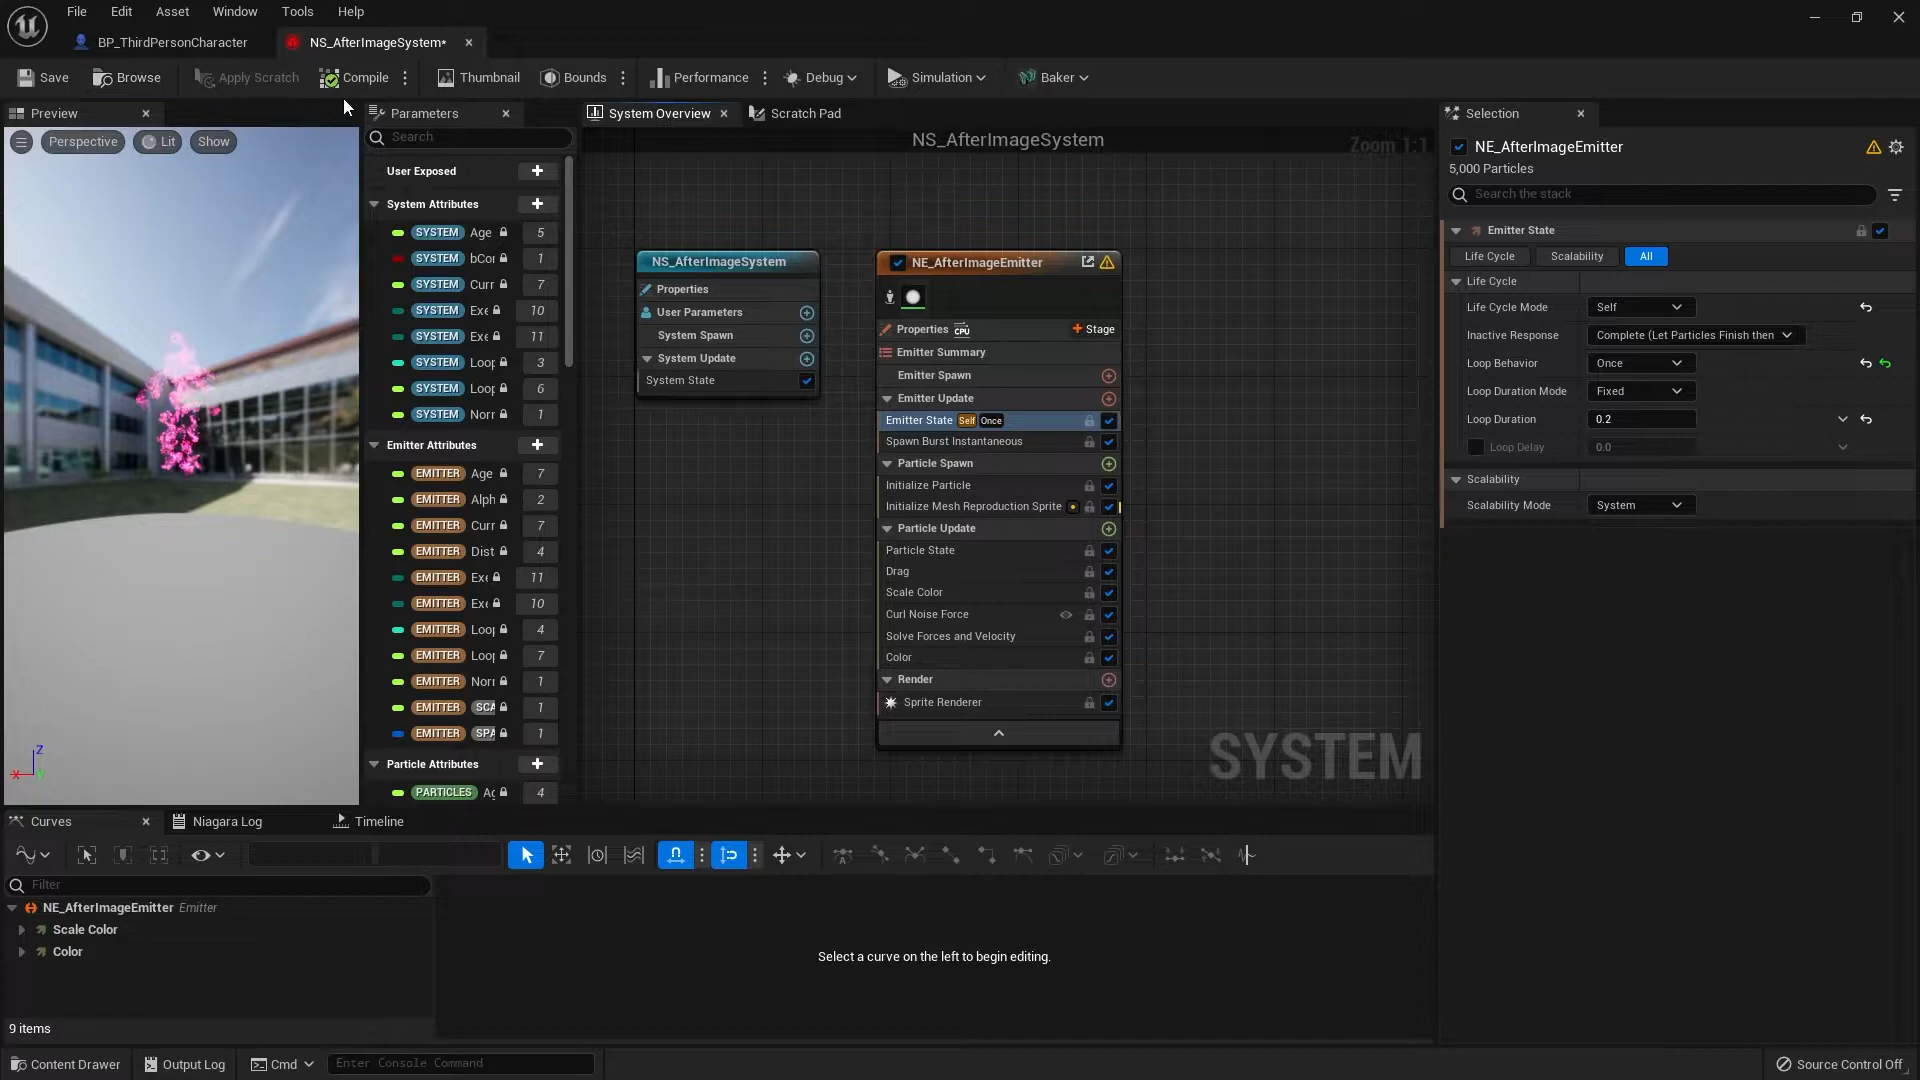 File Edit Asset Window Tools Help
BP_ThirdPersonCharacter NS_AfterImageSystem*
Save Browse Apply Scratch Compile Thumbnail Bounds Performance Debug Simulation Baker
Preview
Parameters
System Overview
Scratch Pad
Selection
Perspective Lit Show
Search
NS_AfterImageSystem
Zoom 1:1
NE_AfterImageEmitter
5,000 Particles
Search the stack
User Exposed
System Attributes
SYSTEM Age 5
SYSTEM bCor 1
SYSTEM Curr 7
SYSTEM Exe 10
SYSTEM Exe 11
SYSTEM Loop 3
SYSTEM Loop 6
SYSTEM Norr 1
Emitter Attributes
EMITTER Age 7
EMITTER Alph 2
EMITTER Curr 7
EMITTER Dist 4
EMITTER Exe 11
EMITTER Exe 10
EMITTER Loop 4
EMITTER Loop 7
EMITTER Norr 1
EMITTER SCA 1
EMITTER SPA 1
Particle Attributes
PARTICLES Ag 4
NS_AfterImageSystem
Properties
User Parameters
System Spawn
System Update
System State
NE_AfterImageEmitter
Properties CPU Stage
Emitter Summary
Emitter Spawn
Emitter Update
Emitter State Self Once
Spawn Burst Instantaneous
Particle Spawn
Initialize Particle
Initialize Mesh Reproduction Sprite
Particle Update
Particle State
Drag
Scale Color
Curl Noise Force
Solve Forces and Velocity
Color
Render
Sprite Renderer
SYSTEM
Emitter State
Life Cycle Scalability All
Life Cycle
Life Cycle Mode Self
Inactive Response Complete (Let Particles Finish then
Loop Behavior Once
Loop Duration Mode Fixed
Loop Duration 0.2
Loop Delay 0.0
Scalability
Scalability Mode System
Z
X
Y
Curves Niagara Log Timeline
Filter
NE_AfterImageEmitter Emitter
Scale Color
Color
Select a curve on the left to begin editing.
9 items
Content Drawer Output Log Cmd Enter Console Command Source Control Off